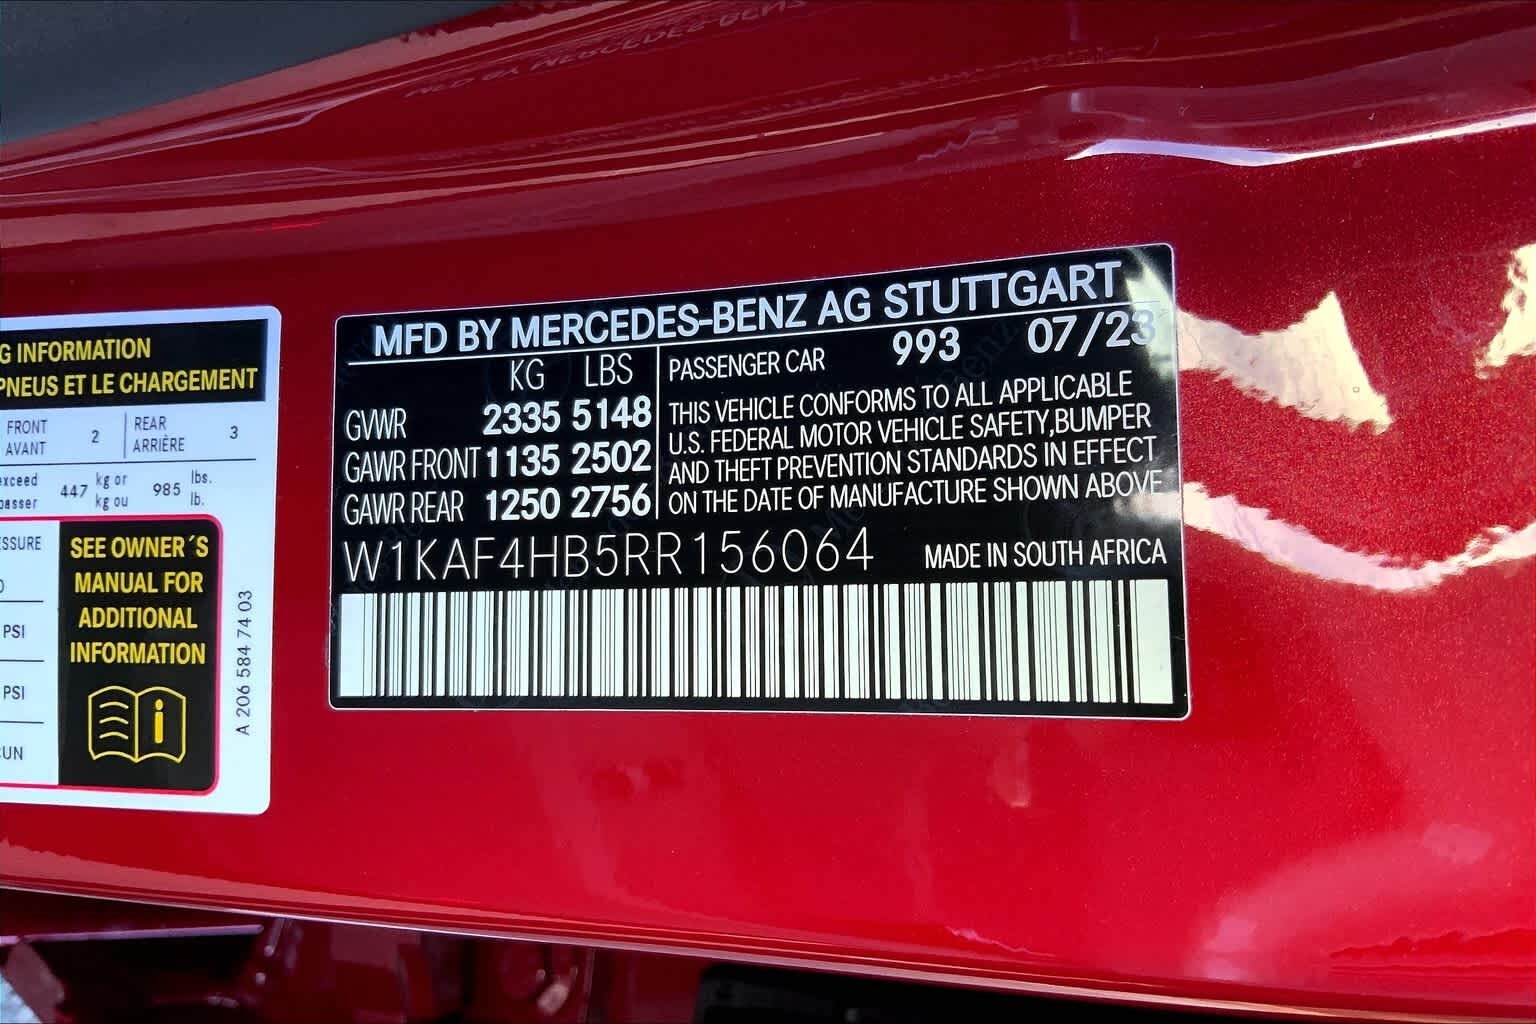 G INFORMATION
PNEUS ET LE CHARGEMENT
FRONT
AVANT 2
REAR
ARRIÈRE 3
exceed
447 kg or
kg ou
985 lbs.
lb.
SEE OWNER´S
MANUAL FOR
ADDITIONAL
INFORMATION
PSI
PSI
A 206 584 74 03
MFD BY MERCEDES-BENZ AG STUTTGART
KG LBS
GVWR 2335 5148
GAWR FRONT 1135 2502
GAWR REAR 1250 2756
PASSENGER CAR 993 07/23
THIS VEHICLE CONFORMS TO ALL APPLICABLE
U.S. FEDERAL MOTOR VEHICLE SAFETY,BUMPER
AND THEFT PREVENTION STANDARDS IN EFFECT
ON THE DATE OF MANUFACTURE SHOWN ABOVE
W1KAF4HB5RR156064 MADE IN SOUTH AFRICA